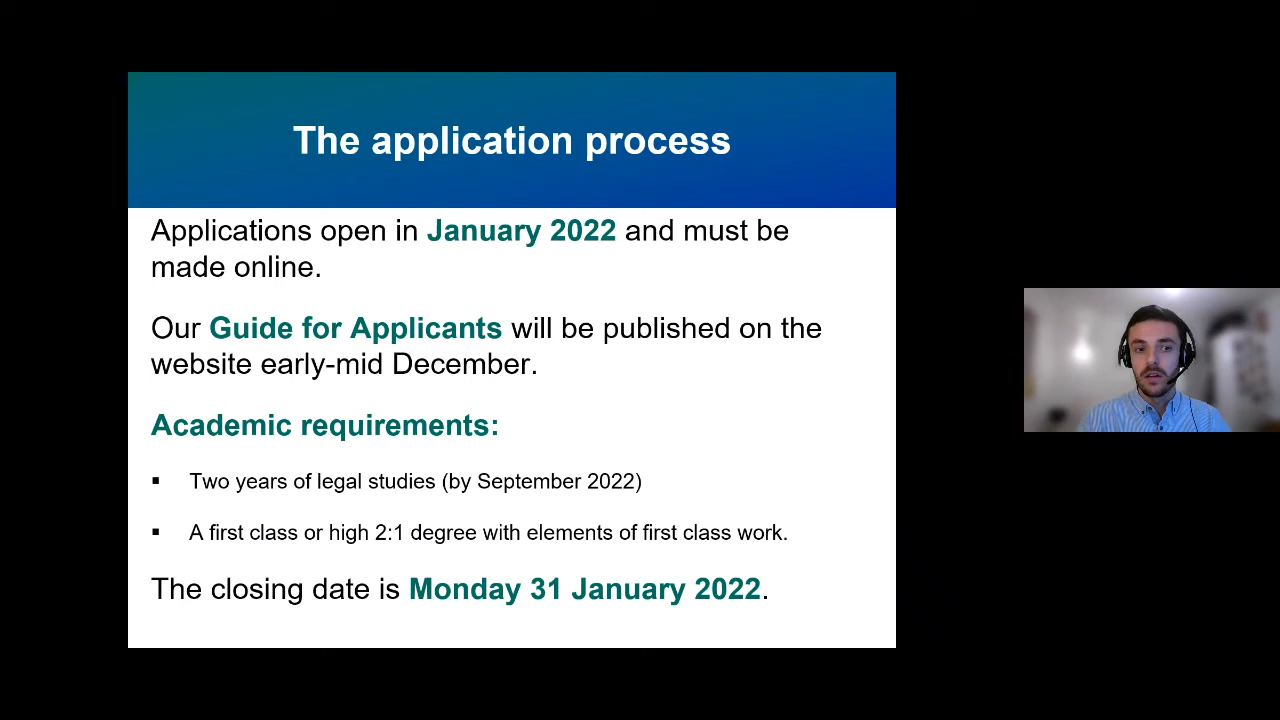 The application process
Applications open in January 2022 and must be
made online.
Our Guide for Applicants will be published on the
website early-mid December.
Academic requirements:
▪ Two years of legal studies (by September 2022)
▪ A first class or high 2:1 degree with elements of first class work.
The closing date is Monday 31 January 2022.